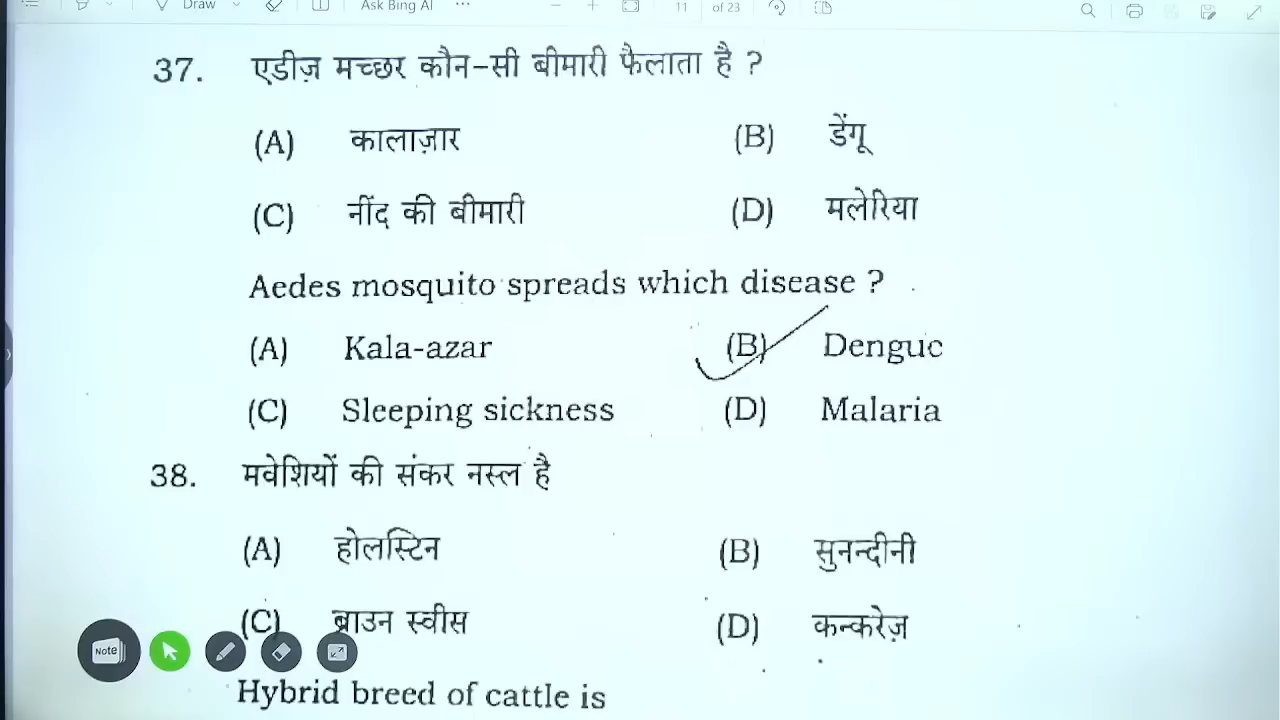 Draw
Ask Bing AI
11 of 23
37. एडीज़ मच्छर कौन-सी बीमारी फैलाता है ?
(A) कालाज़ार (B) डेंगू
(C) नींद की बीमारी (D) मलेरिया
Aedes mosquito spreads which disease ?
(A) Kala-azar (B) Dengue
(C) Sleeping sickness (D) Malaria
38. मवेशियों की संकर नस्ल है
(A) होलस्टिन (B) सुनन्दीनी
(C) ब्राउन स्वीस (D) कन्करेज़
Note
Hybrid breed of cattle is